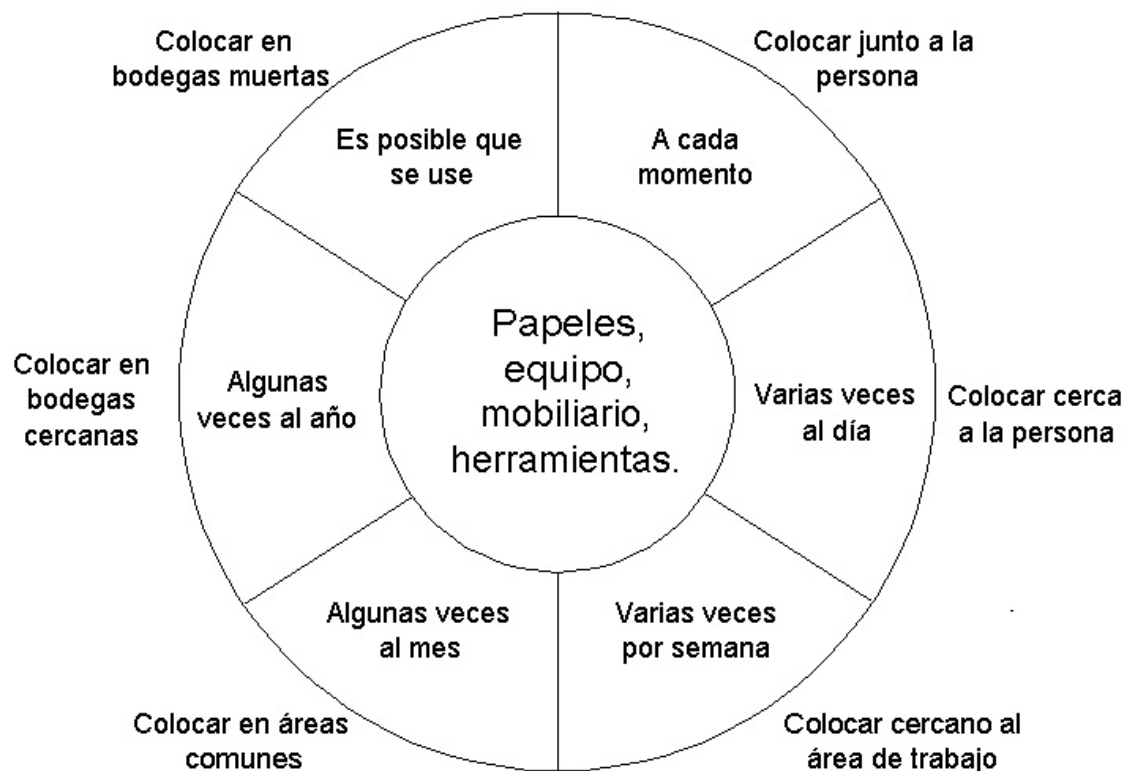 Colocar en
bodegas muertas
Colocar junto a la
persona
Es posible que
se use
A cada
momento
Papeles,
equipo,
mobiliario,
herramientas.
Colocar en
bodegas
cercanas
Algunas
veces al año
Varias veces
al día
Colocar cerca
a la persona
Algunas veces
al mes
Varias veces
por semana
Colocar en áreas
comunes
Colocar cercano al
área de trabajo